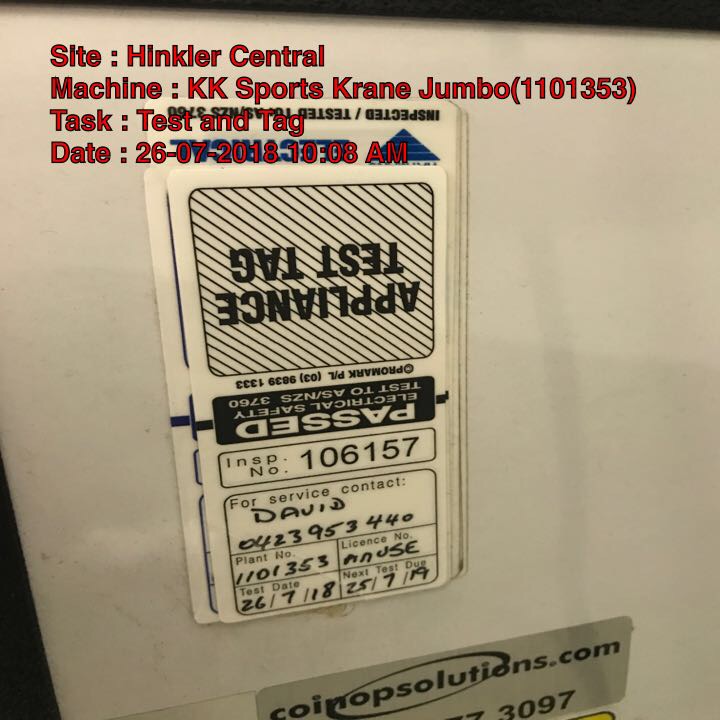 Site : Hinkler Central
Machine : KK Sports Krane Jumbo(1101353)
Task : Test and Tag
Date : 26-07-2018 10:08 AM
INSPECTED / TESTED TO: AS/NZS 3760
ELECTRICAL
APPLIANCE
TEST TAG
©PROMARK P/L (03) 9839 1333
PASSED
ELECTRICAL SAFETY
TEST TO AS/NZS 3760
Insp. No. 106157
For service contact:
DAVID
0423953440
Plant No. Licence No.
1101353 AMUSE
Test Date Next Test Due
26/7/18 25/7/19
coinopsolutions.com
77 3097